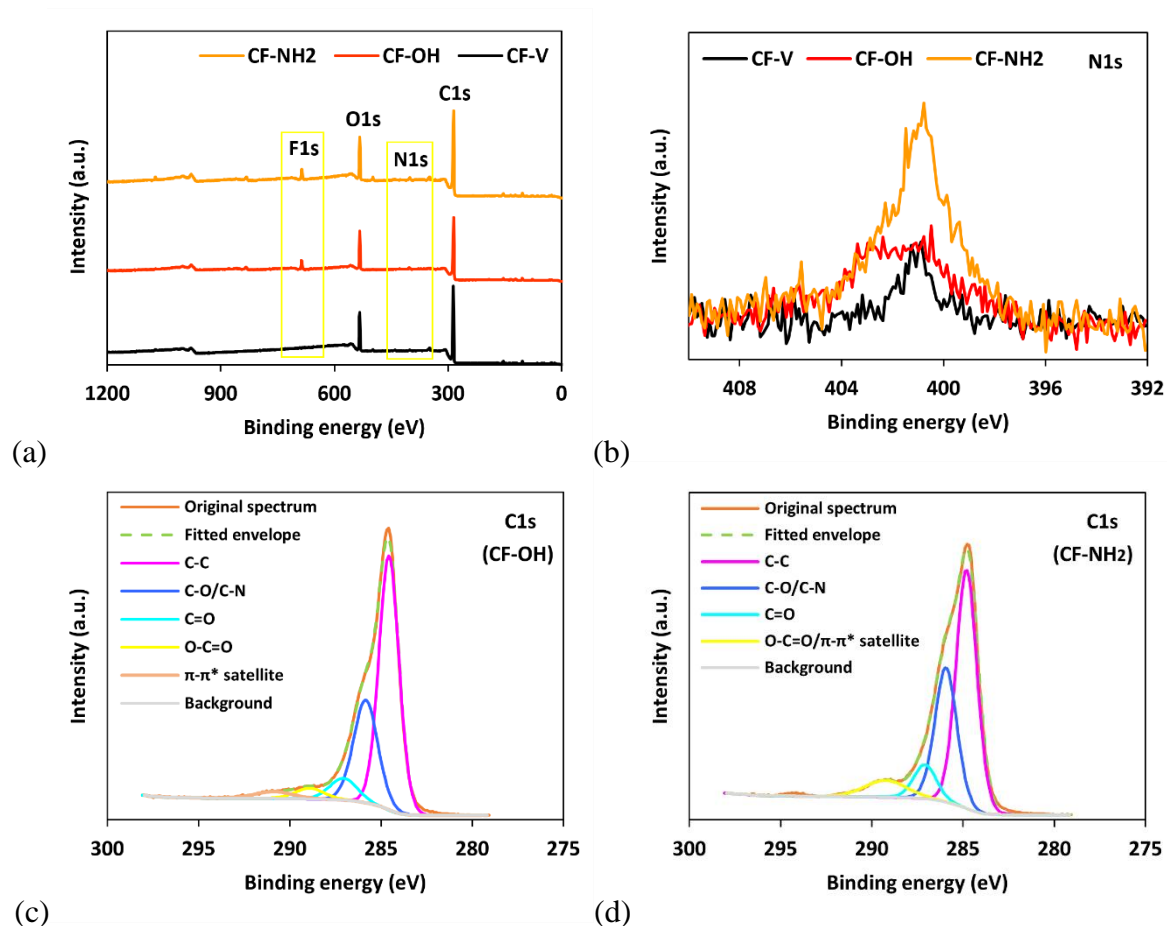 CF-NH2 CF-OH CF-V
C1s
O1s
F1s N1s
Intensity (a.u.)
1200 900 600 300 0
Binding energy (eV)
(a)
CF-V CF-OH CF-NH2 N1s
Intensity (a.u.)
408 404 400 396 392
Binding energy (eV)
(b)
Original spectrum
Fitted envelope
C-C
C-O/C-N
C=O
O-C=O
π-π* satellite
Background
C1s
(CF-OH)
Intensity (a.u.)
300 295 290 285 280 275
Binding energy (eV)
(c)
Original spectrum
Fitted envelope
C-C
C-O/C-N
C=O
O-C=O/π-π* satellite
Background
C1s
(CF-NH2)
Intensity (a.u.)
300 295 290 285 280 275
Binding energy (eV)
(d)